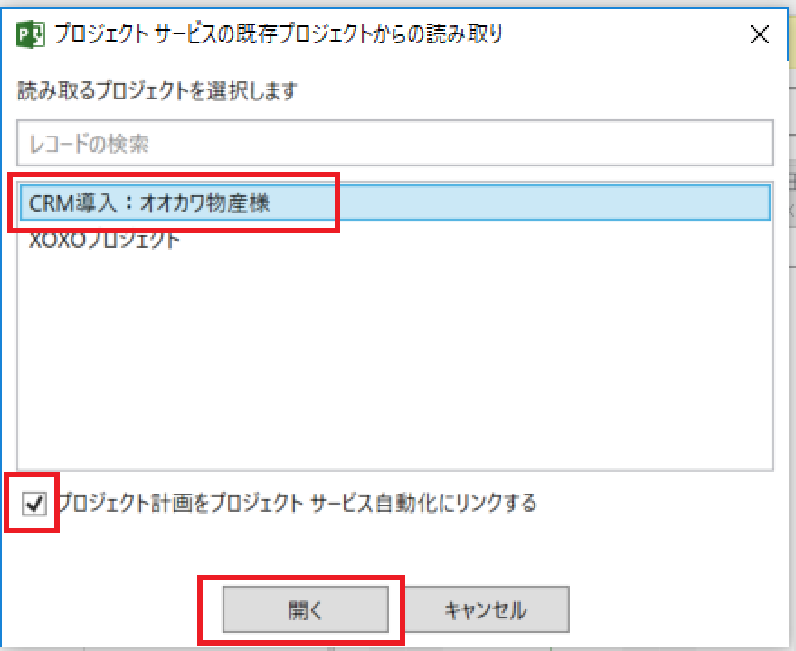 プロジェクト サービスの既存プロジェクトからの読み取り
読み取るプロジェクトを選択します
レコードの検索
CRM導入：オオカワ物産様
XOXOプロジェクト
プロジェクト計画をプロジェクト サービス自動化にリンクする
開く キャンセル